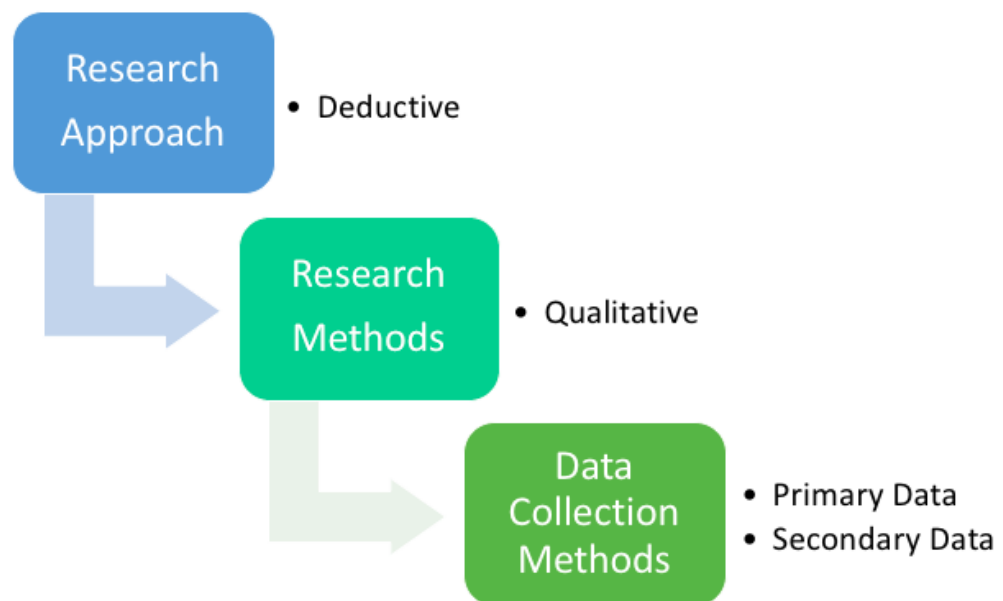 Research
Approach
• Deductive
Research
Methods
• Qualitative
Data
Collection
Methods
• Primary Data
• Secondary Data